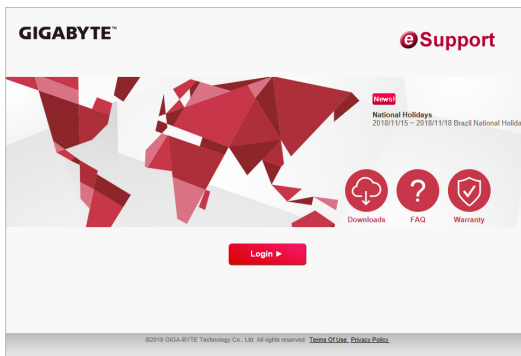 GIGABYTE™
eSupport
News!
National Holidays
2018/11/15 ~ 2018/11/18 Brazil National Holida
?
Downloads FAQ Warranty
Login ►
©2018 GIGA-BYTE Technology Co., Ltd. All rights reserved. Terms Of Use Privacy Policy